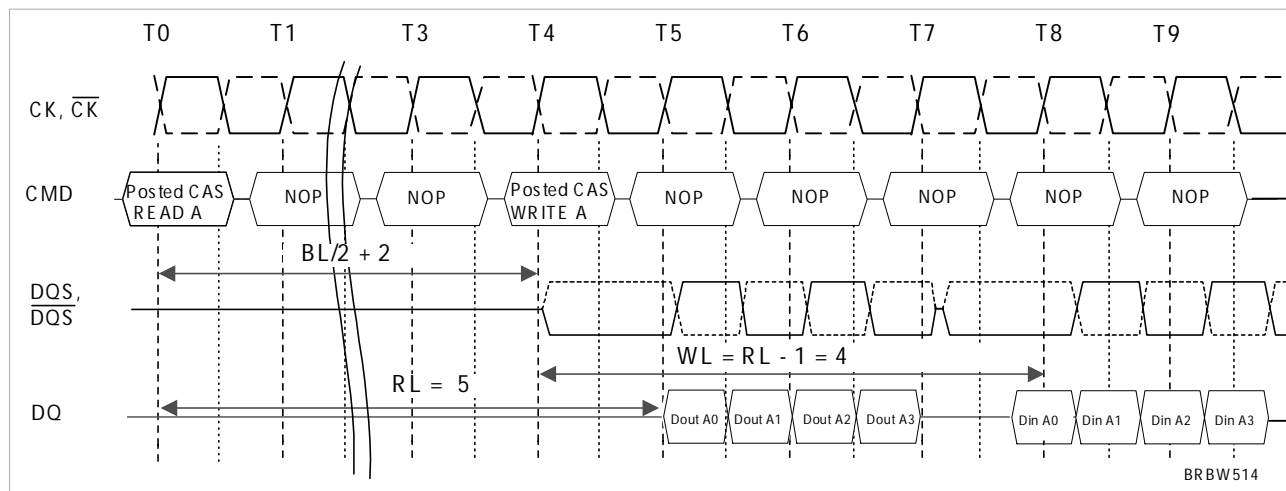 T0 T1 T3 T4 T5 T6 T7 T8 T9
CK, CK
CMD
Posted CAS
READ A
NOP
NOP
Posted CAS
WRITE A
NOP
NOP
NOP
NOP
NOP
BL/2 + 2
DQS,
DQS
WL = RL - 1 = 4
RL = 5
DQ
Dout A0 Dout A1 Dout A2 Dout A3 Din A0 Din A1 Din A2 Din A3
BRBW514